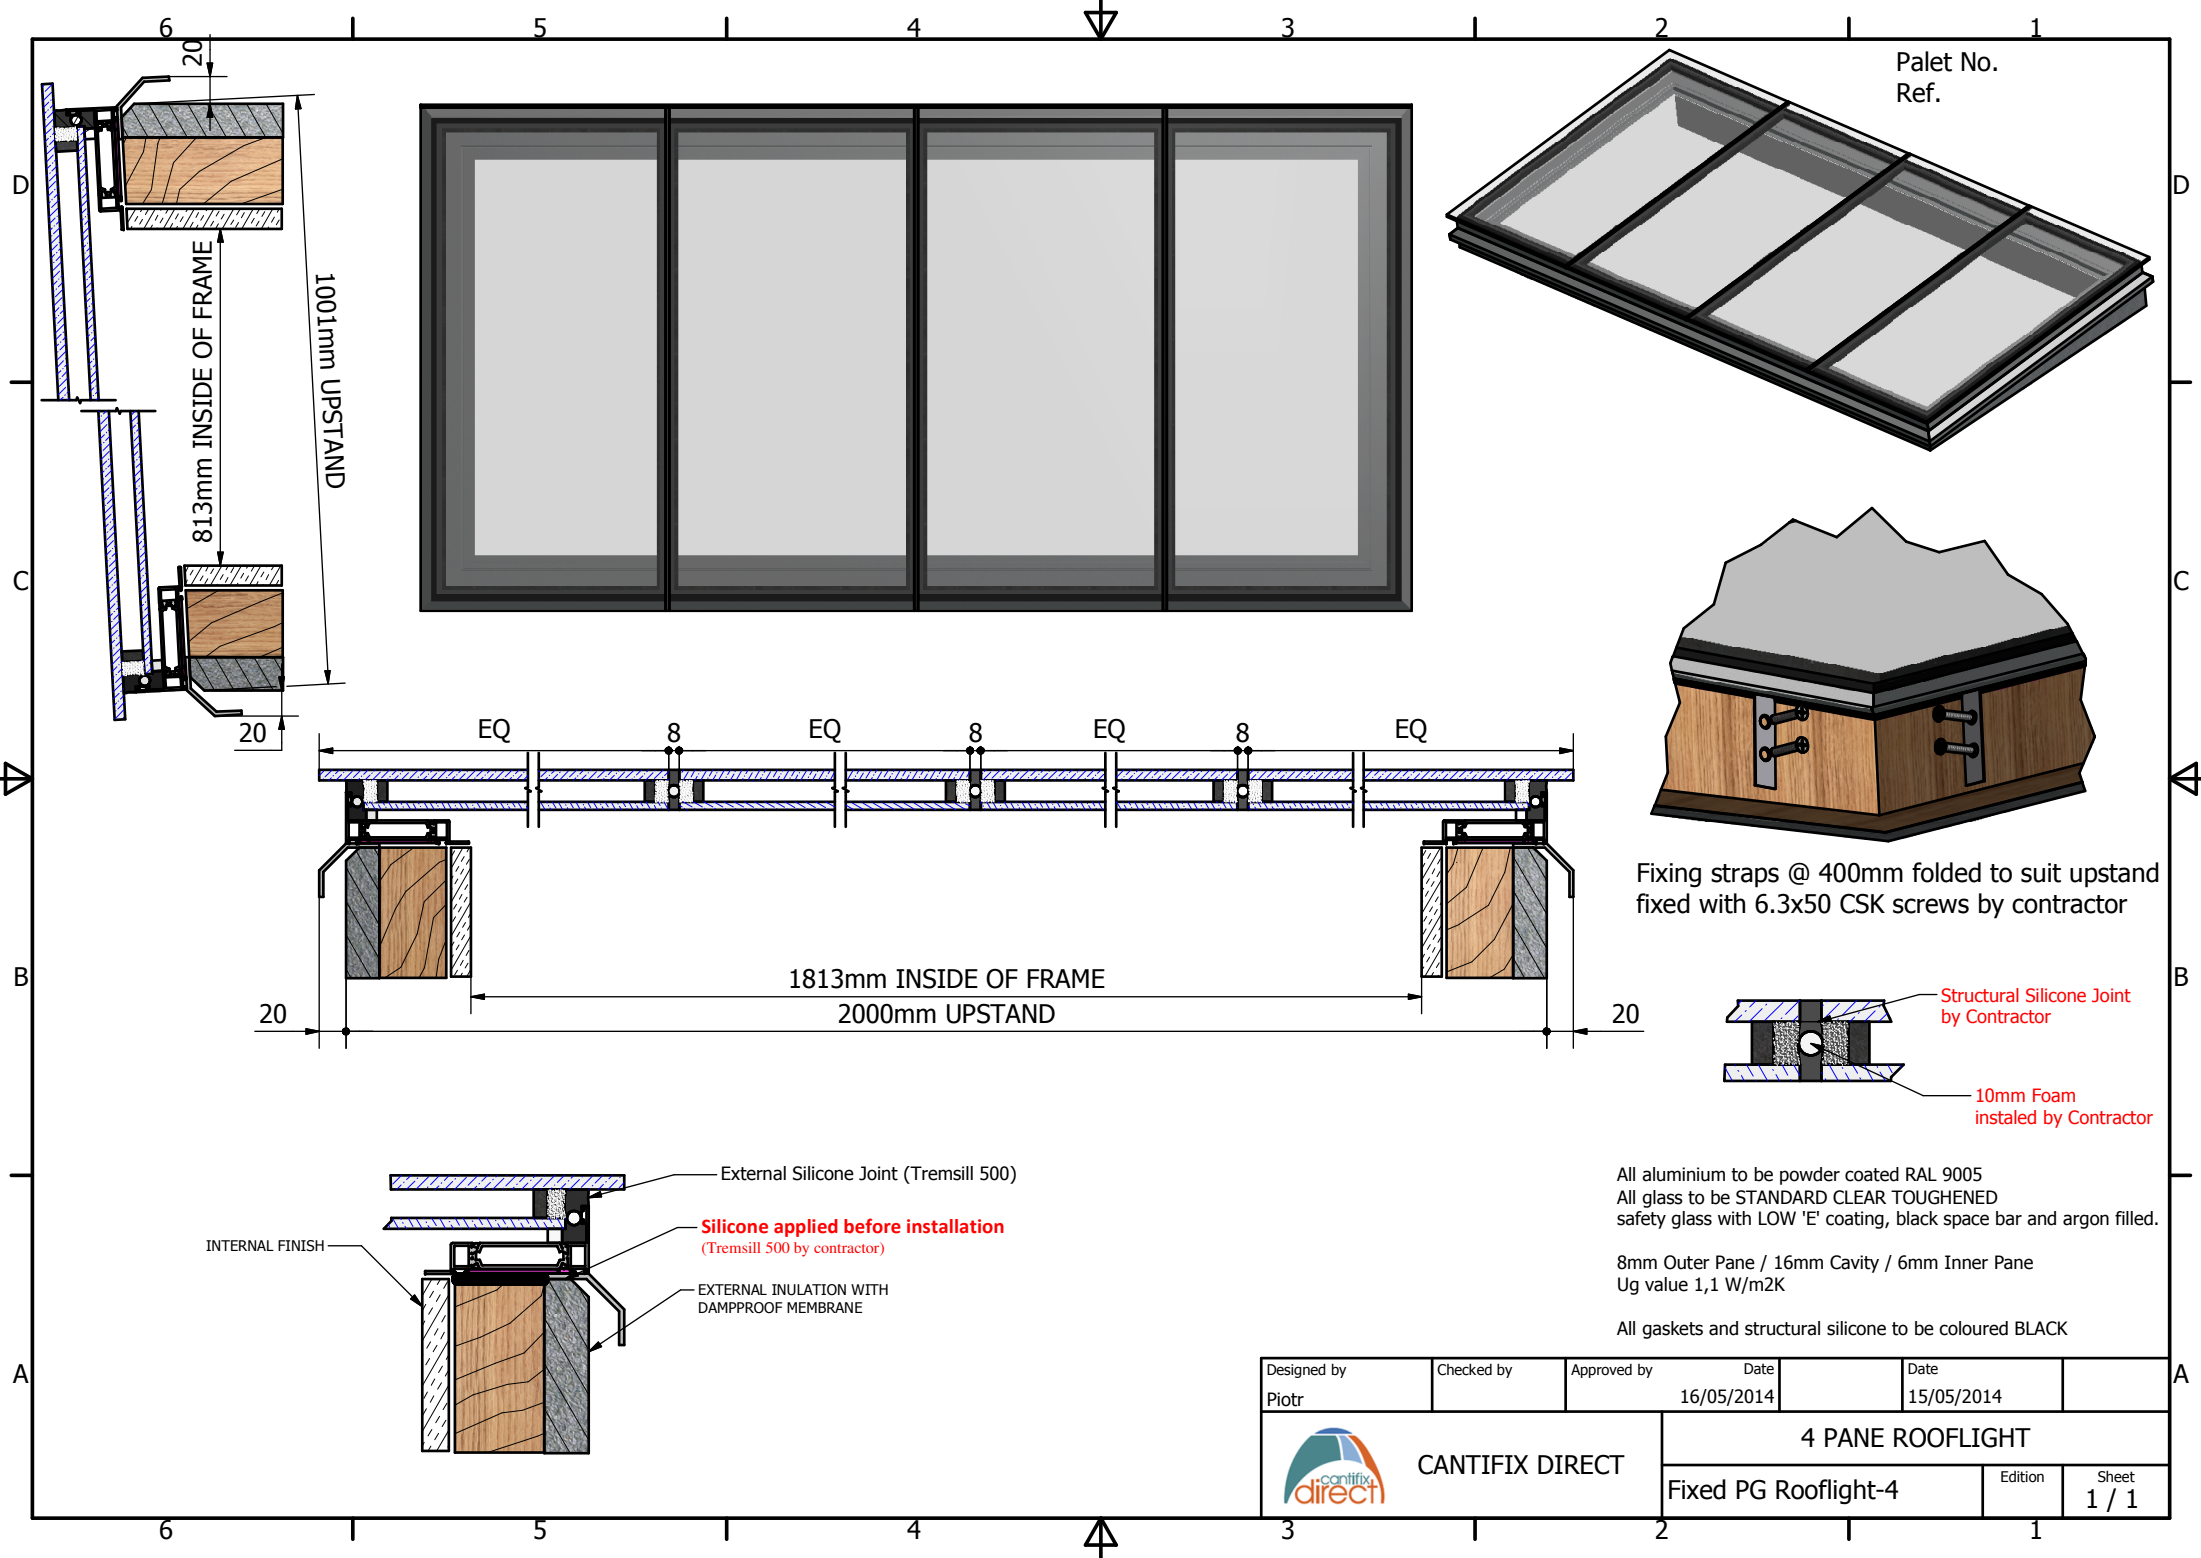 6 5 4 3 2 1
D
C
B
A
D
C
B
A
6 5 4 3 2 1
20
813mm INSIDE OF FRAME
1001mm UPSTAND
20
Palet No.
Ref.
EQ 8 EQ 8 EQ 8 EQ
1813mm INSIDE OF FRAME
2000mm UPSTAND
20
20
Fixing straps @ 400mm folded to suit upstand
fixed with 6.3x50 CSK screws by contractor
Structural Silicone Joint
by Contractor
10mm Foam
instaled by Contractor
External Silicone Joint (Tremsill 500)
Silicone applied before installation
(Tremsill 500 by contractor)
INTERNAL FINISH
EXTERNAL INULATION WITH
DAMPPROOF MEMBRANE
All aluminium to be powder coated RAL 9005
All glass to be STANDARD CLEAR TOUGHENED
safety glass with LOW 'E' coating, black space bar and argon filled.
8mm Outer Pane / 16mm Cavity / 6mm Inner Pane
Ug value 1,1 W/m2K
All gaskets and structural silicone to be coloured BLACK
Designed by
Piotr
Checked by
Approved by
Date
16/05/2014
Date
15/05/2014
cantifix
direct
CANTIFIX DIRECT
4 PANE ROOFLIGHT
Fixed PG Rooflight-4
Edition
Sheet
1 / 1